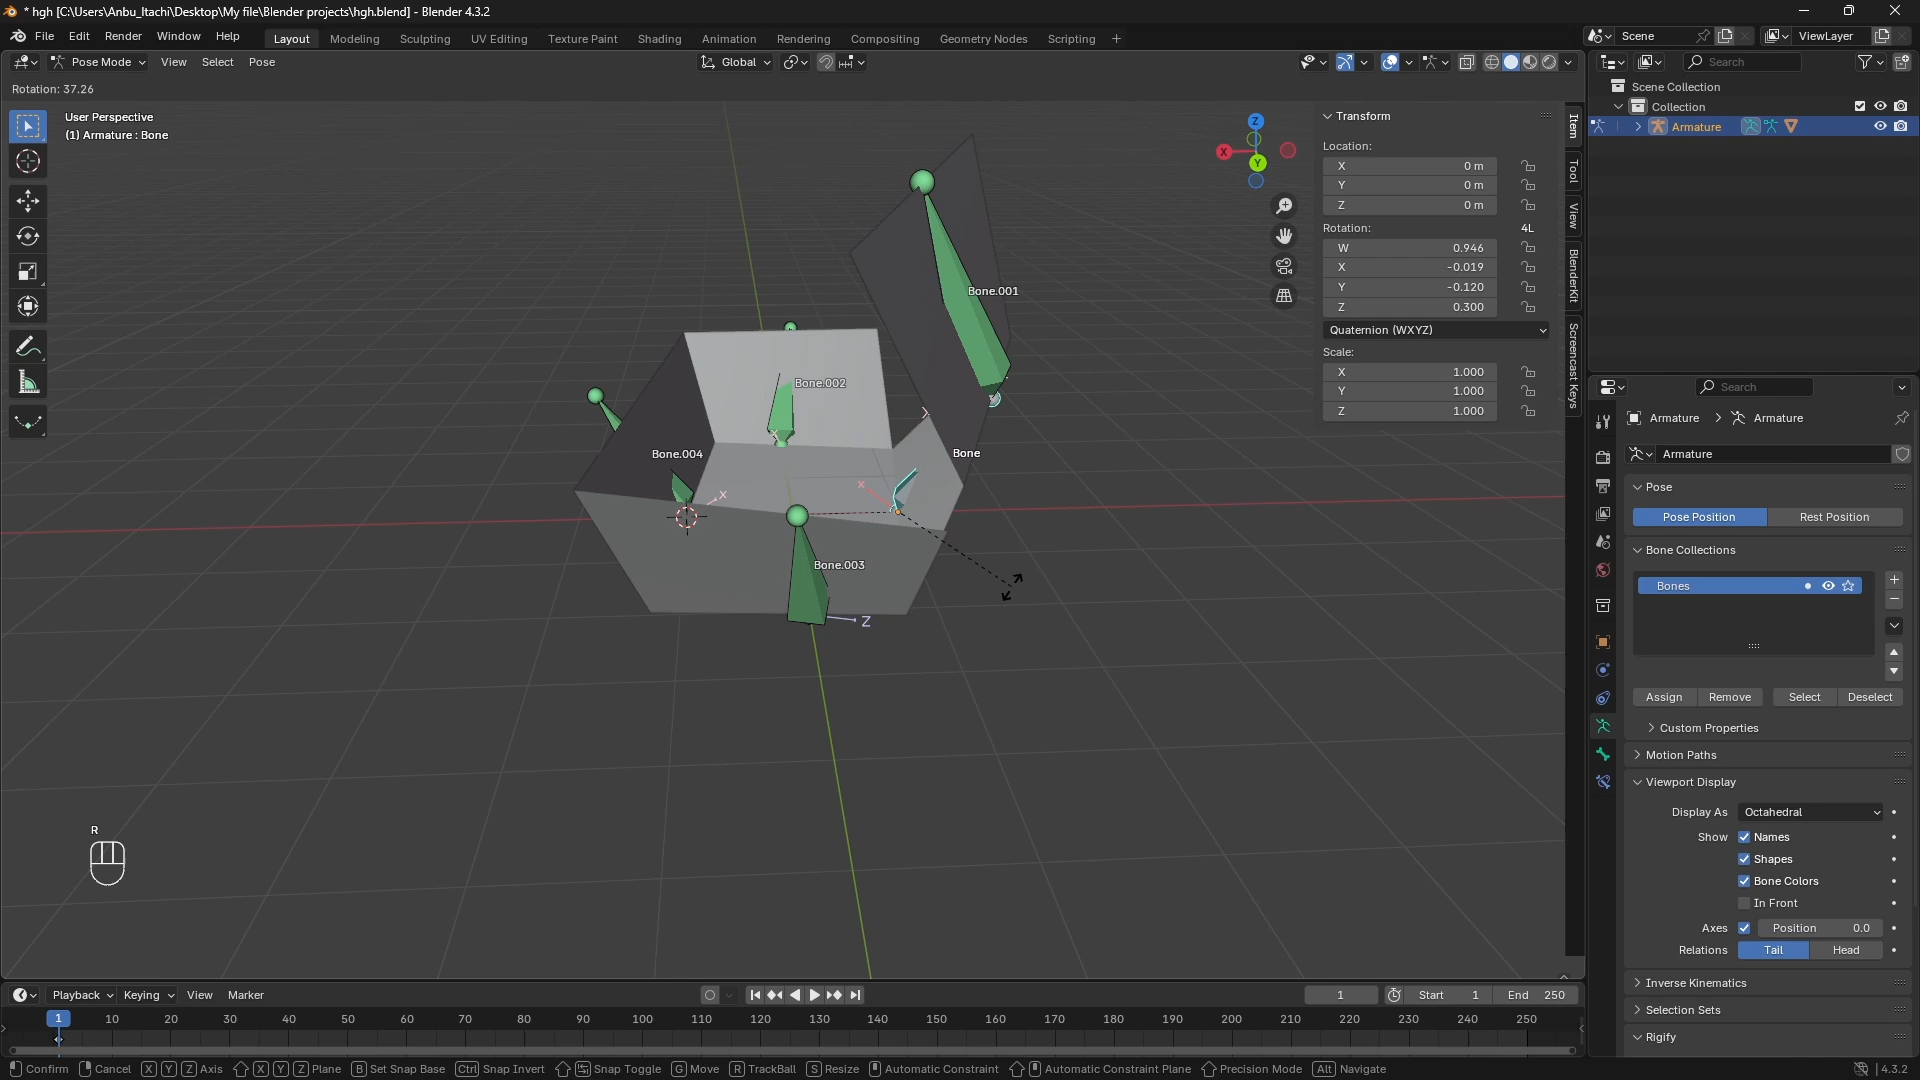 * hgh [C:\Users\Anbu_Itachi\Desktop\My file\Blender projects\hgh.blend] - Blender 4.3.2
File Edit Render Window Help Layout Modeling Sculpting UV Editing Texture Paint Shading Animation Rendering Compositing Geometry Nodes Scripting + Scene ViewLayer
Pose Mode View Select Pose Global Search
Rotation: 37.26
User Perspective
(1) Armature : Bone
Scene Collection
Collection
Armature
Z
X
Y
Item
Tool
View
BlenderKit
Screencast Keys
Transform
Location:
X 0 m
Y 0 m
Z 0 m
Rotation: 4L
W 0.946
X -0.019
Y -0.120
Z 0.300
Quaternion (WXYZ)
Scale:
X 1.000
Y 1.000
Z 1.000
Bone.001
Bone.002
X
X
Bone.004
Bone
X
X
Bone.003
Z
R
Search
Armature > Armature
Armature
Pose
Pose Position Rest Position
Bone Collections
Bones
Assign Remove Select Deselect
Custom Properties
Motion Paths
Viewport Display
Display As Octahedral
Show Names
Shapes
Bone Colors
In Front
Axes Position 0.0
Relations Tail Head
Inverse Kinematics
Selection Sets
Rigify
Playback Keying View Marker 1 Start 1 End 250
1 10 20 30 40 50 60 70 80 90 100 110 120 130 140 150 160 170 180 190 200 210 220 230 240 250
Confirm Cancel X Y Z Axis X Y Z Plane B Set Snap Base Ctrl Snap Invert Snap Toggle G Move R TrackBall S Resize Automatic Constraint Automatic Constraint Plane Precision Mode Alt Navigate 4.3.2